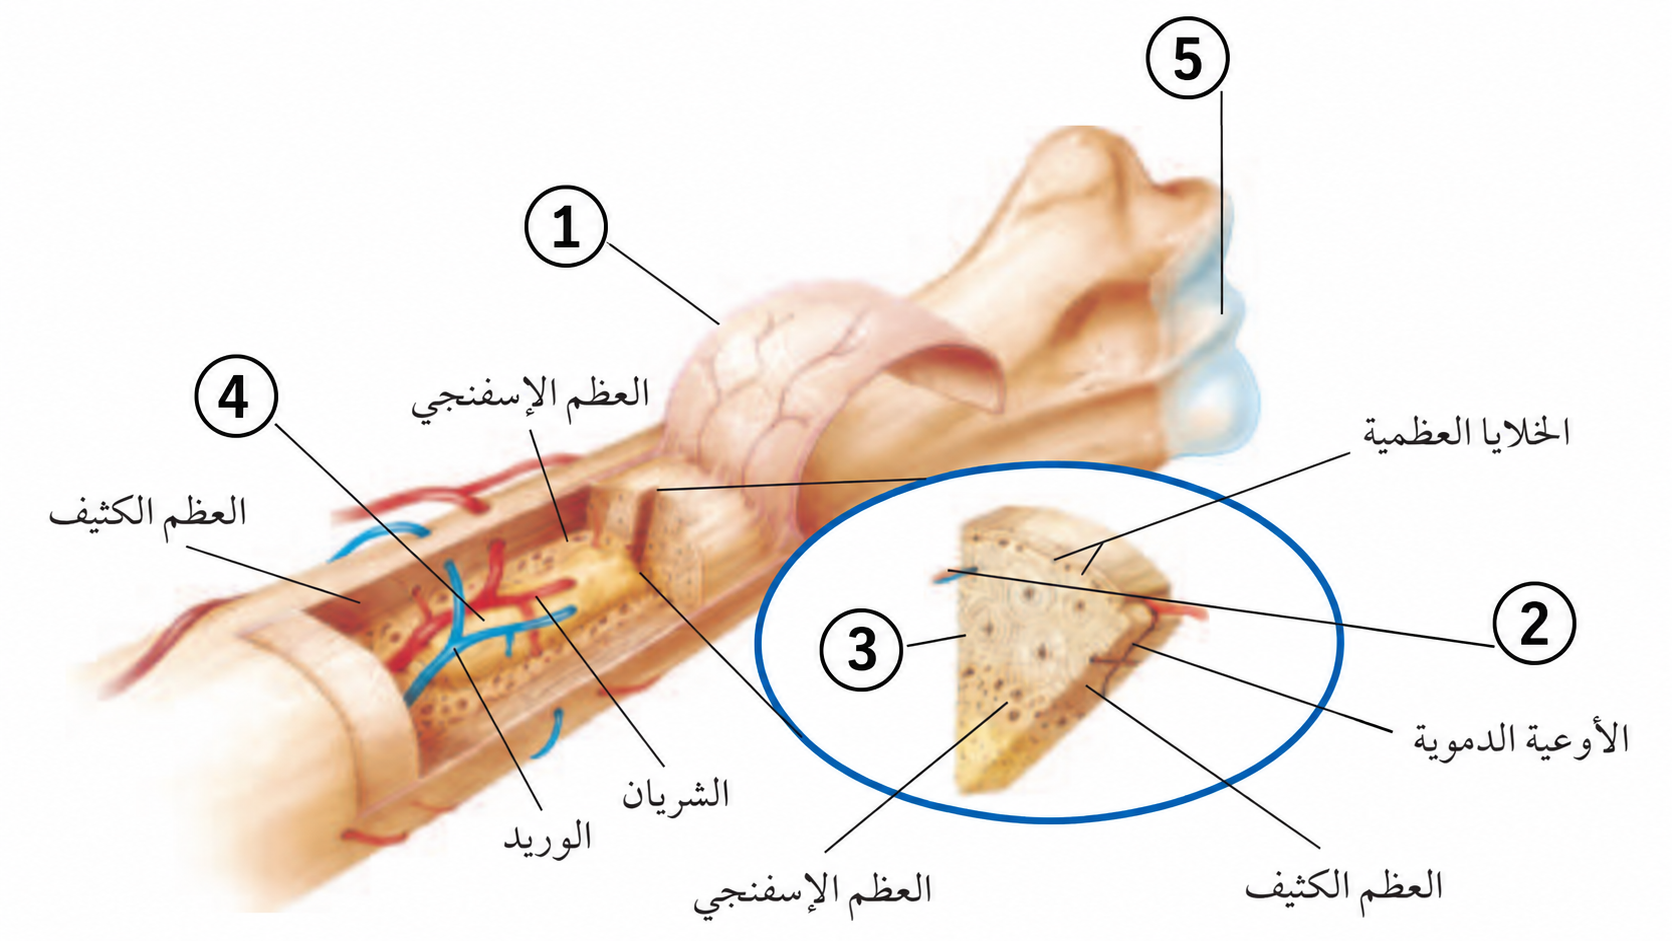 5
1
4
العظم الإسفنجي
الخلايا العظمية
العظم الكثيف
2
3
الأوعية الدموية
الشريان
الوريد
العظم الإسفنجي
العظم الكثيف